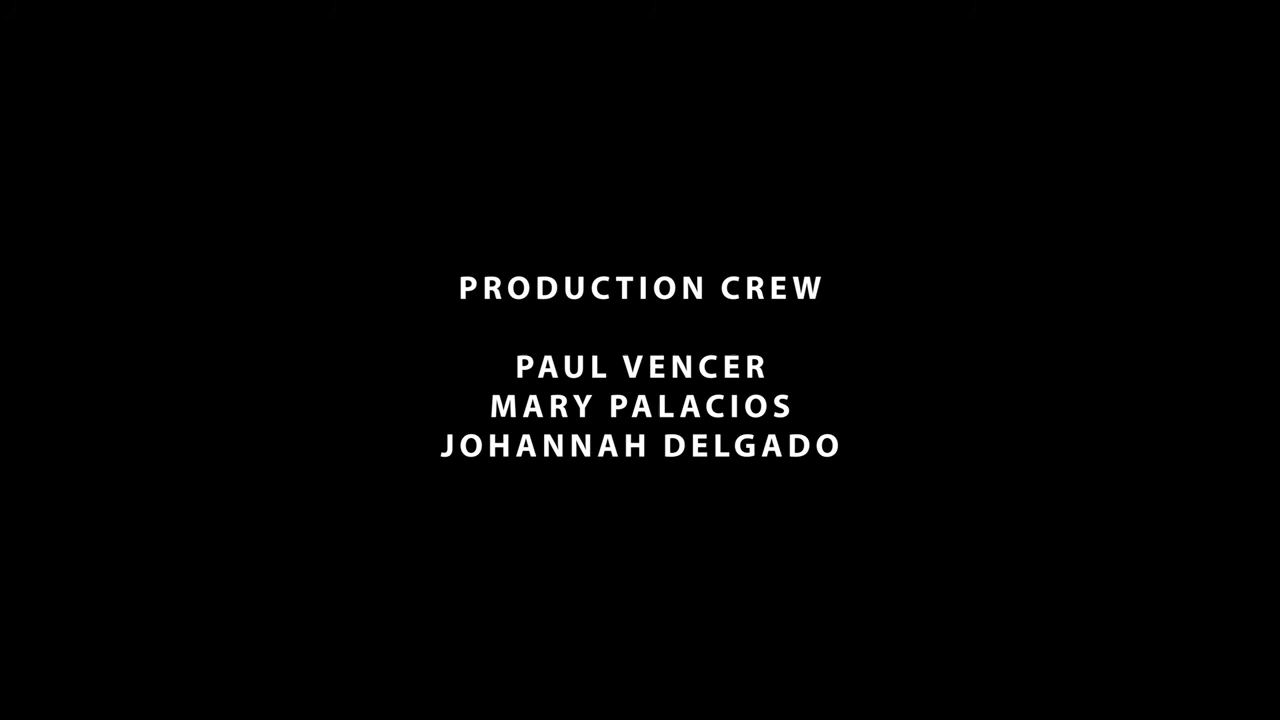 PRODUCTION CREW
PAUL VENCER
MARY PALACIOS
JOHANNAH DELGADO